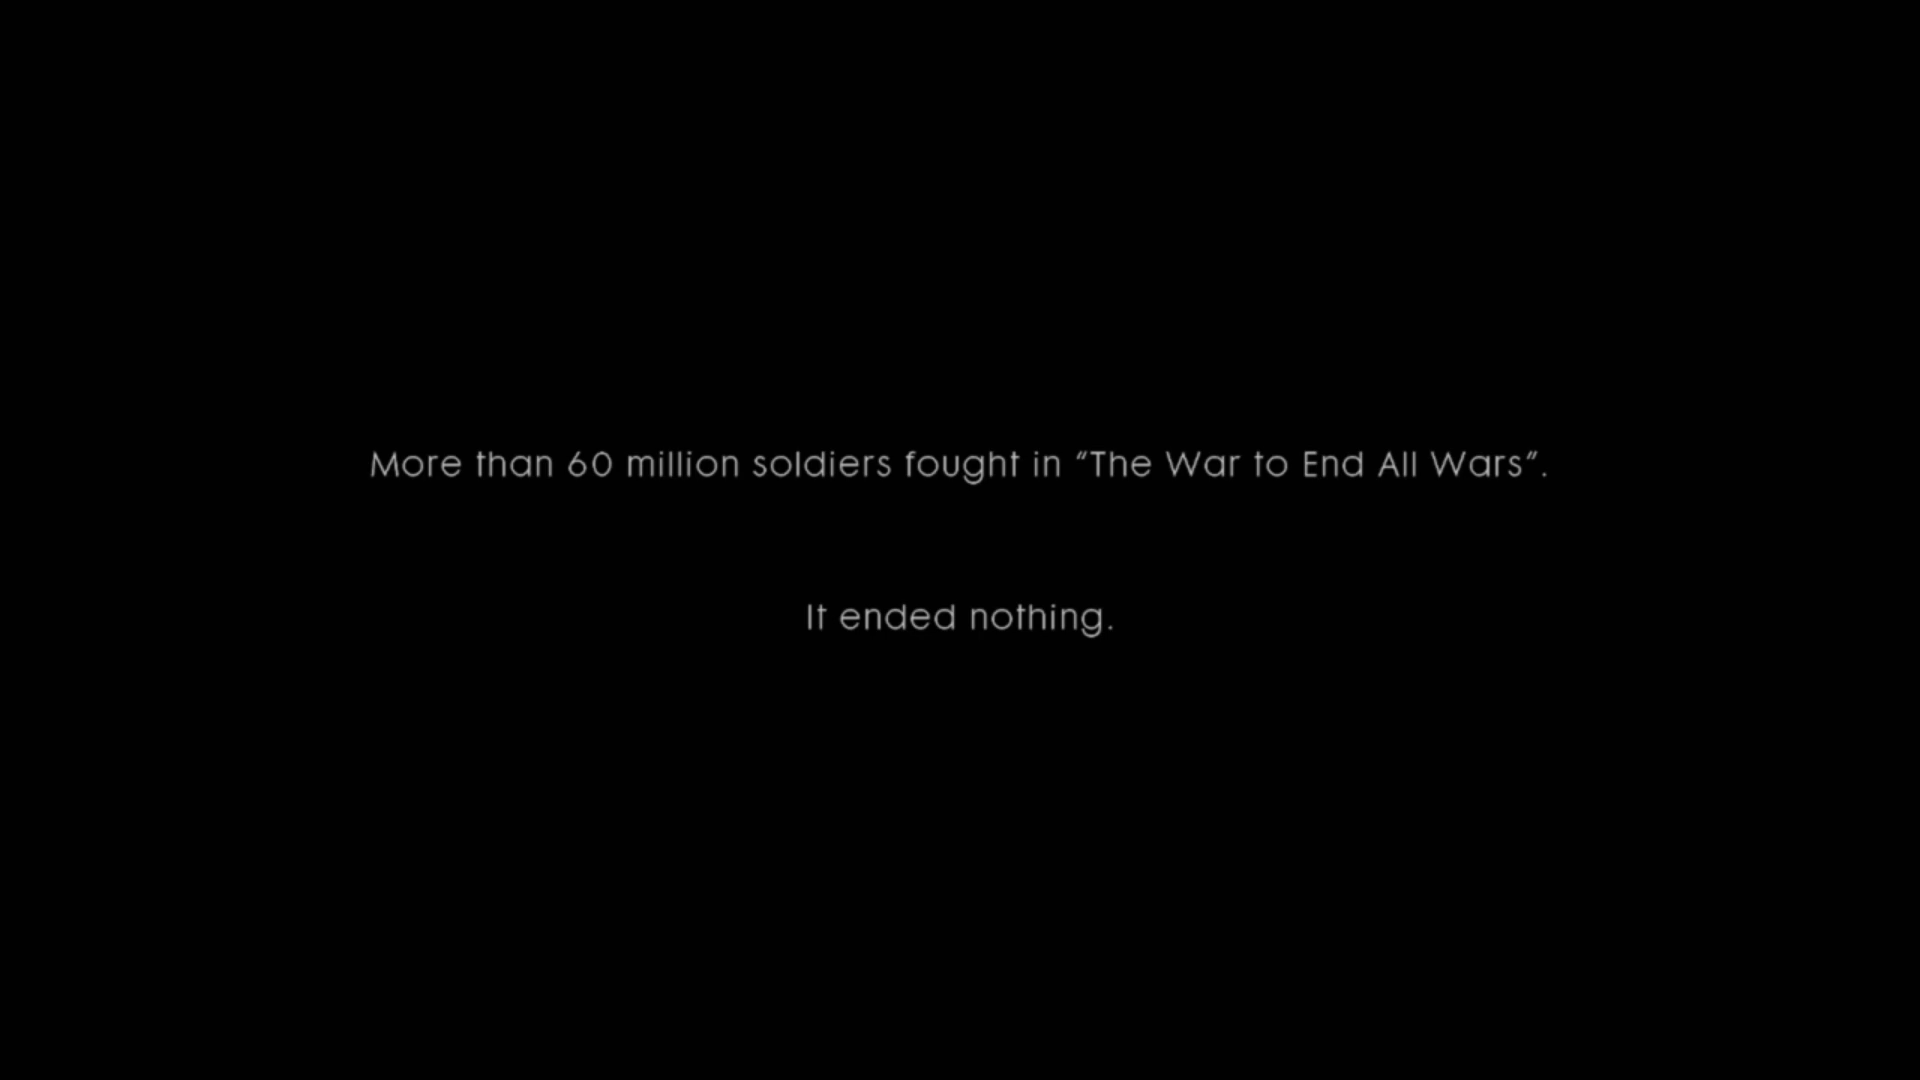 More than 60 million soldiers fought in “The War to End All Wars”.
It ended nothing.